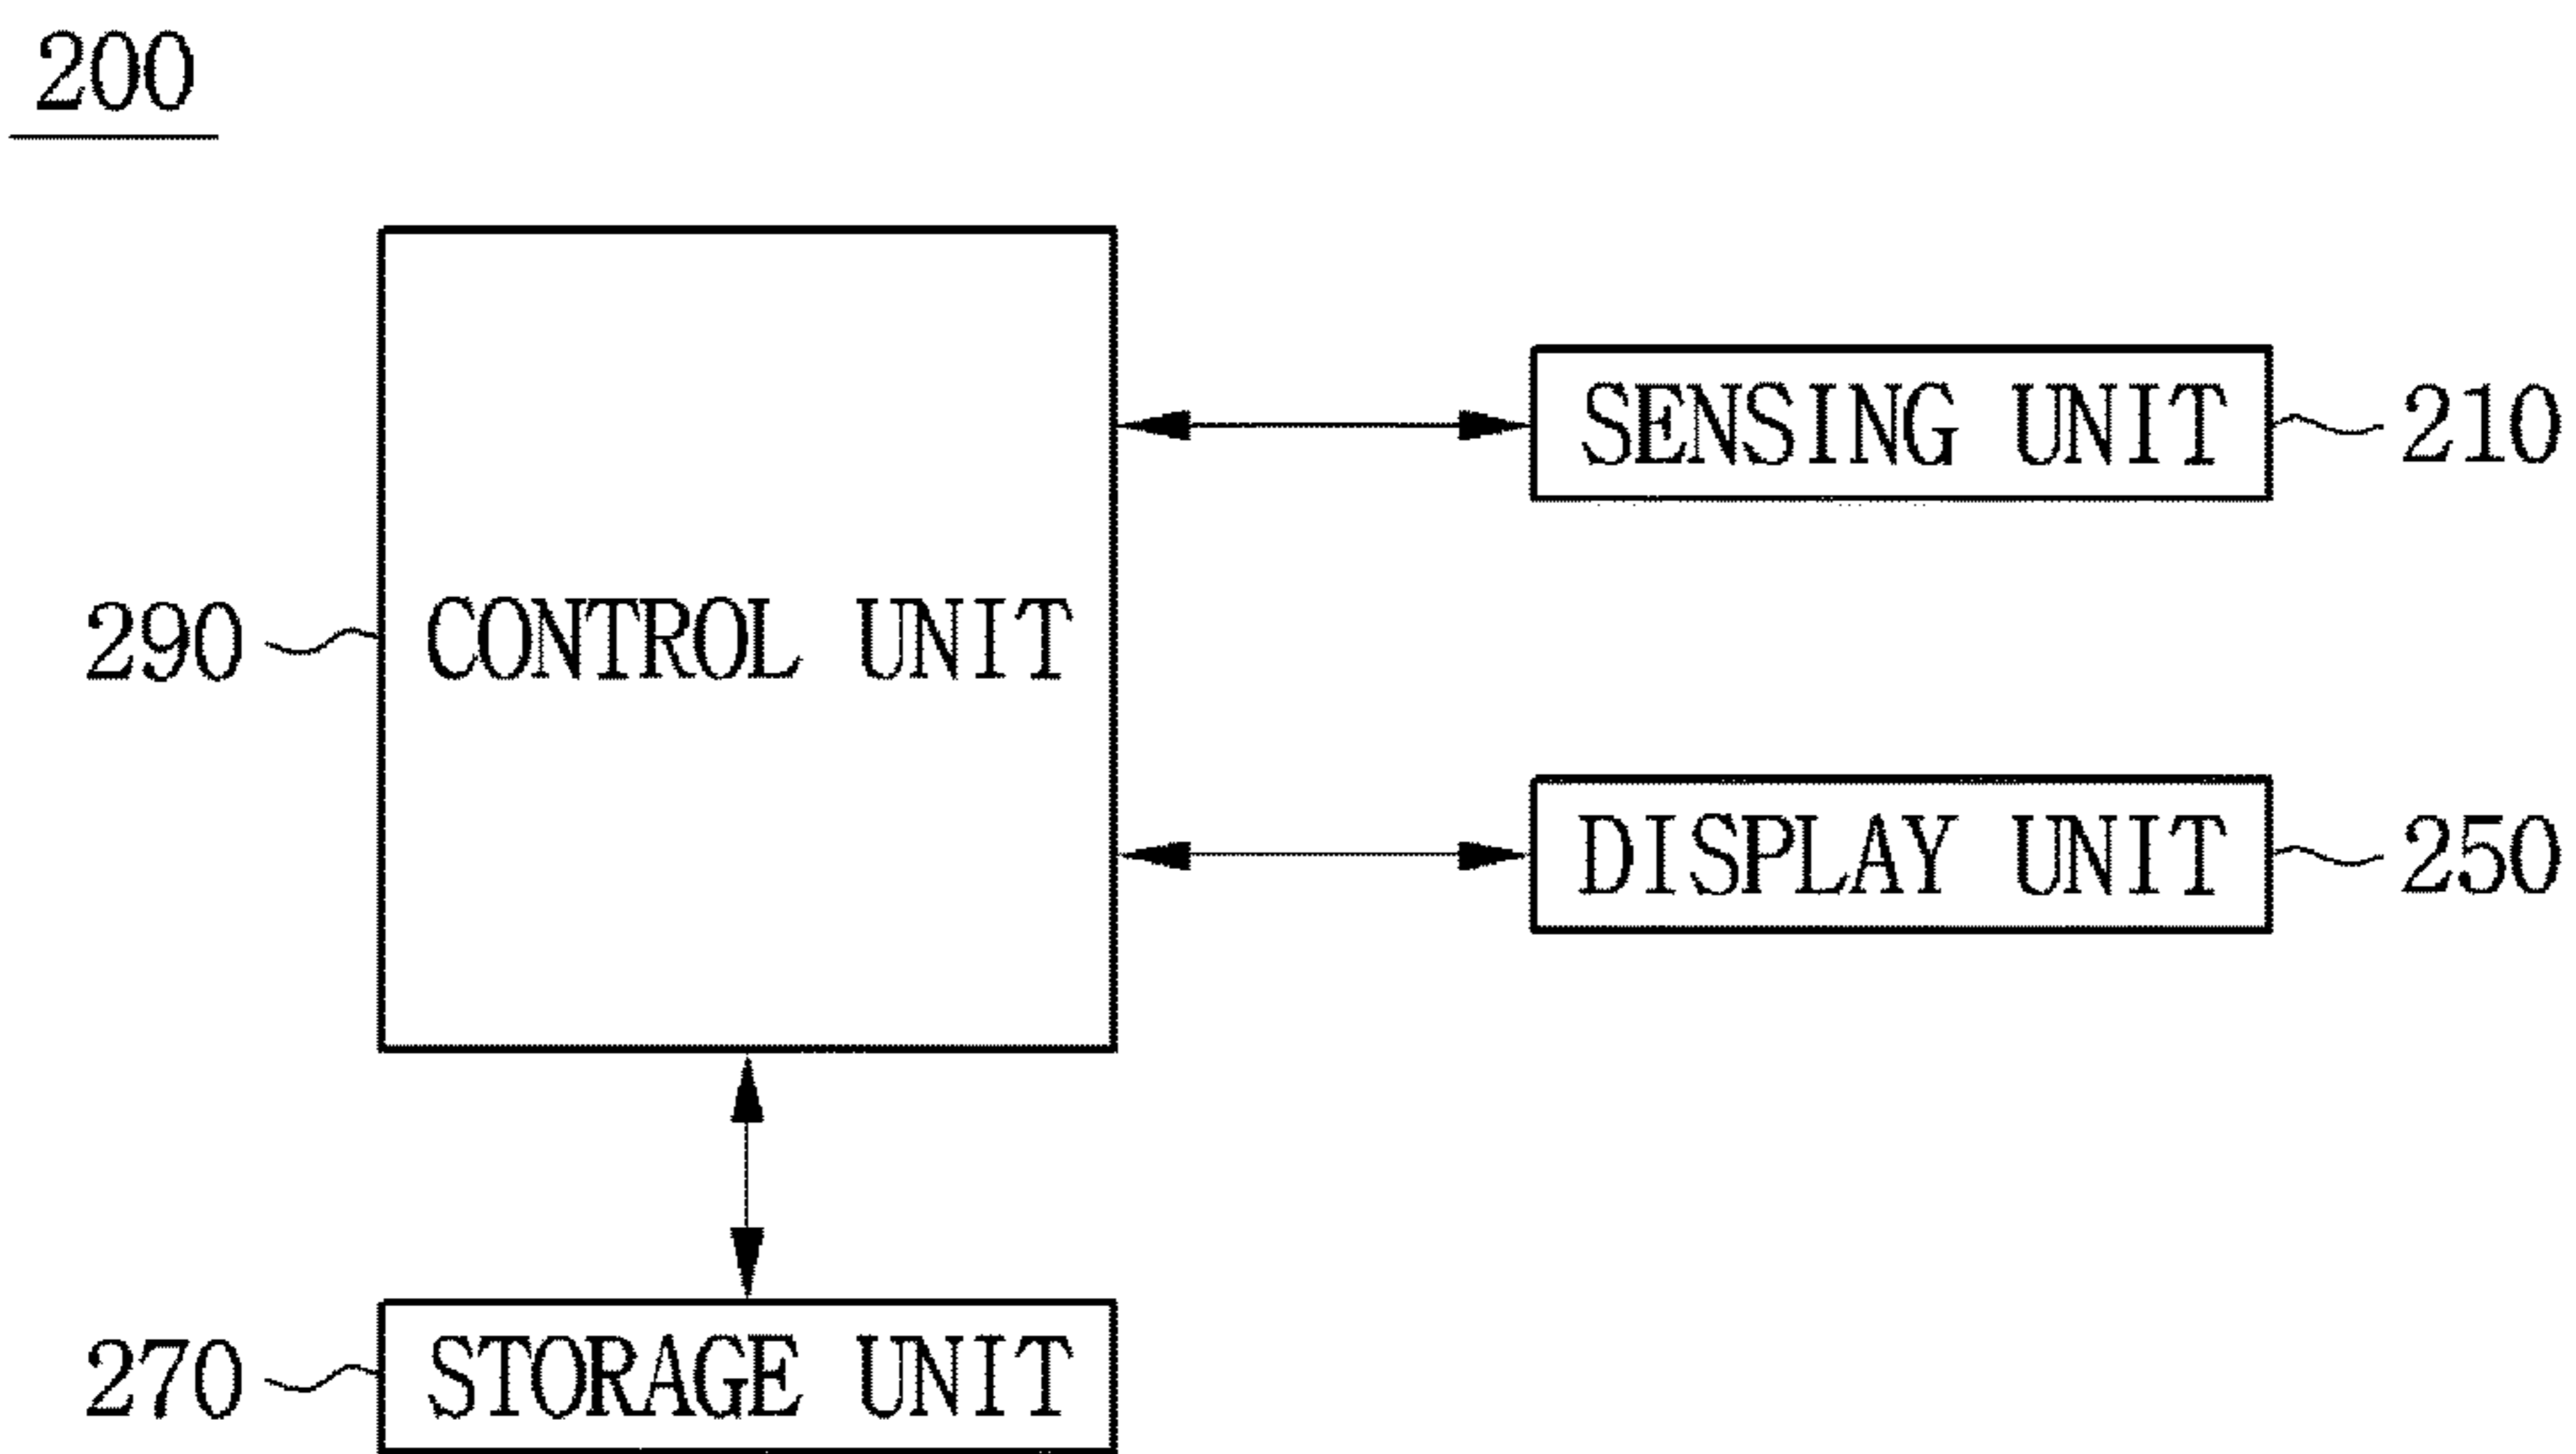 200
SENSING UNIT
210
290
CONTROL UNIT
DISPLAY UNIT
250
270
STORAGE UNIT